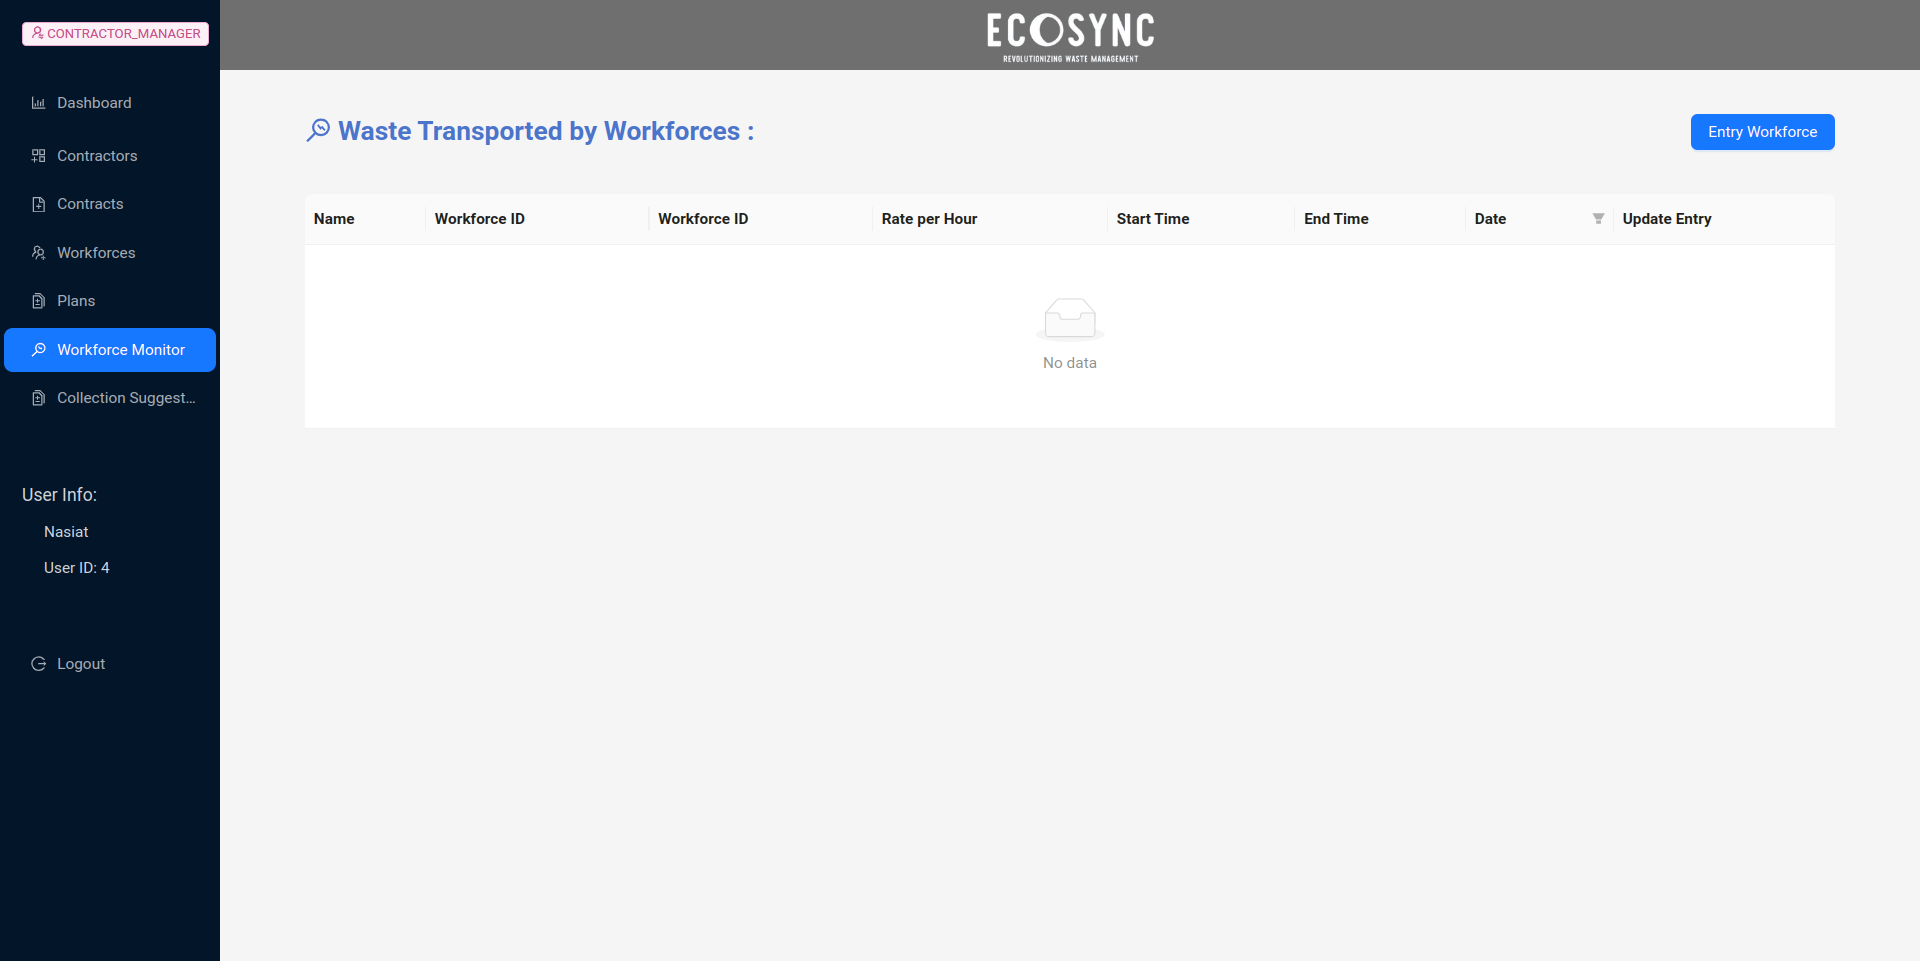 CONTRACTOR_MANAGER
Dashboard
Contractors
Contracts
Workforces
Plans
Workforce Monitor
Collection Suggest...
User Info:
Nasiat
User ID: 4
Logout
ECOSYNC
REVOLUTIONIZING WASTE MANAGEMENT
Waste Transported by Workforces :
Entry Workforce
Name Workforce ID Workforce ID Rate per Hour Start Time End Time Date Update Entry
No data